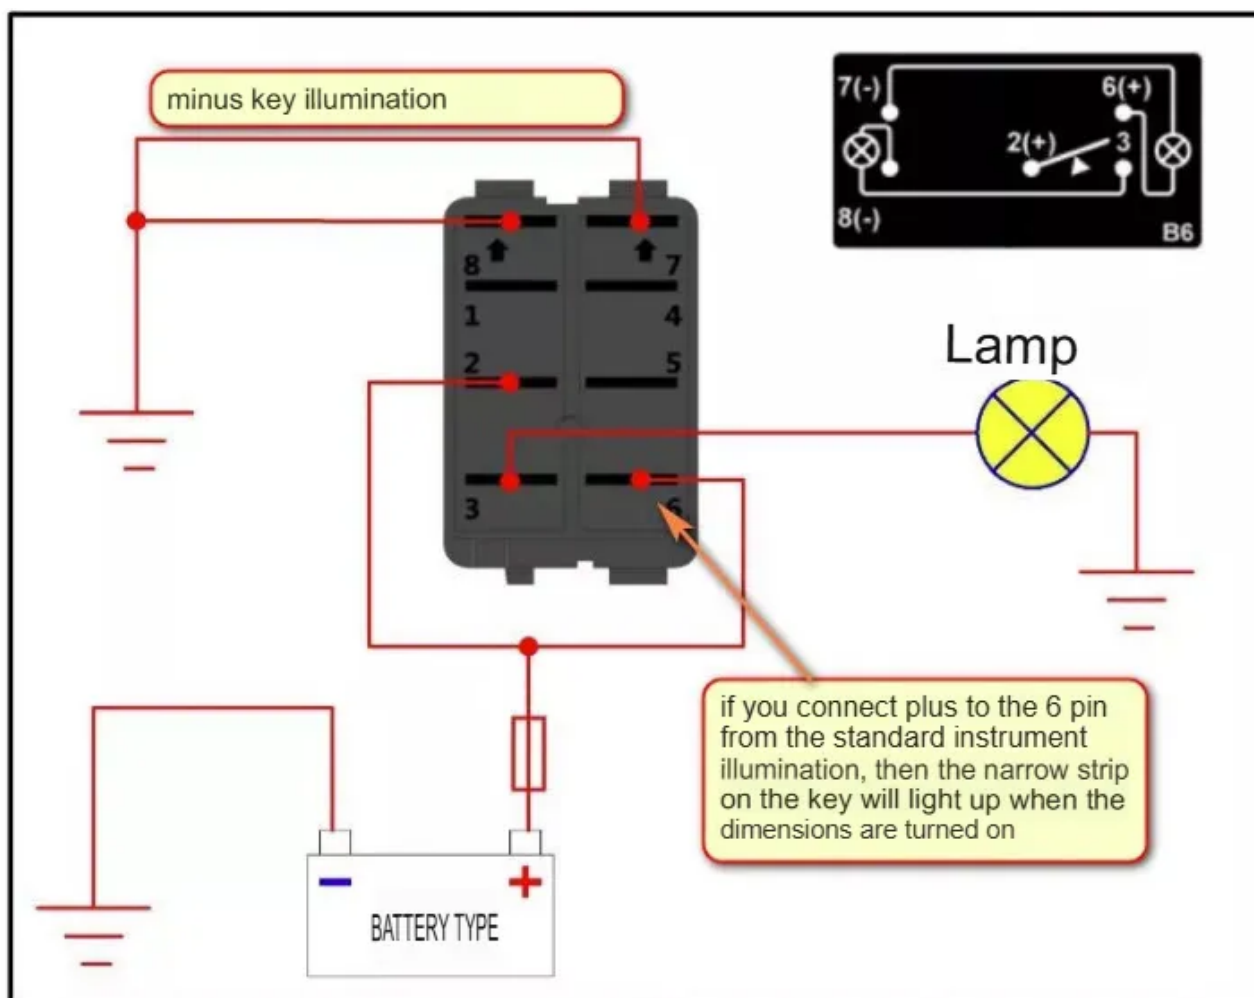 minus key illumination
7(-)
6(+)
2(+)
3
8(-)
B6
8
7
1
4
2
5
3
6
Lamp
if you connect plus to the 6 pin
from the standard instrument
illumination, then the narrow strip
on the key will light up when the
dimensions are turned on
- +
BATTERY TYPE